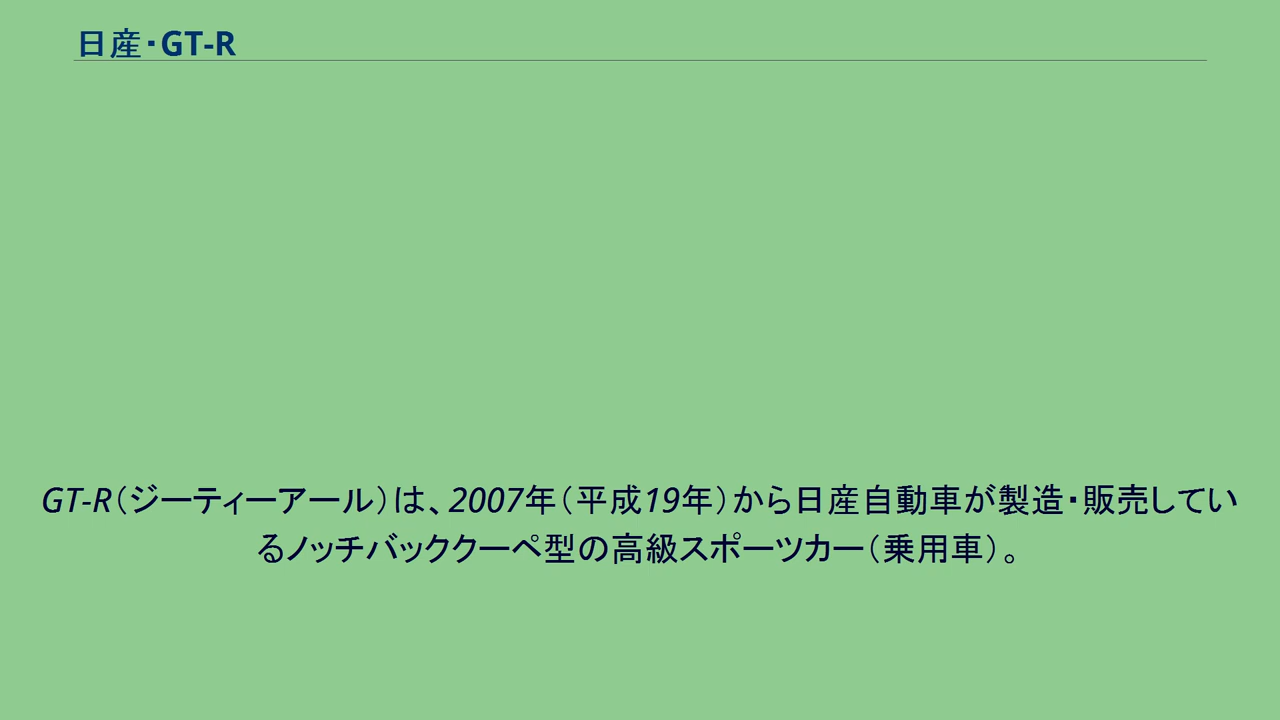 日産・GT-R
GT-R（ジーティーアール）は、2007年（平成19年）から日産自動車が製造・販売してい
るノッチバッククーペ型の高級スポーツカー（乗用車）。